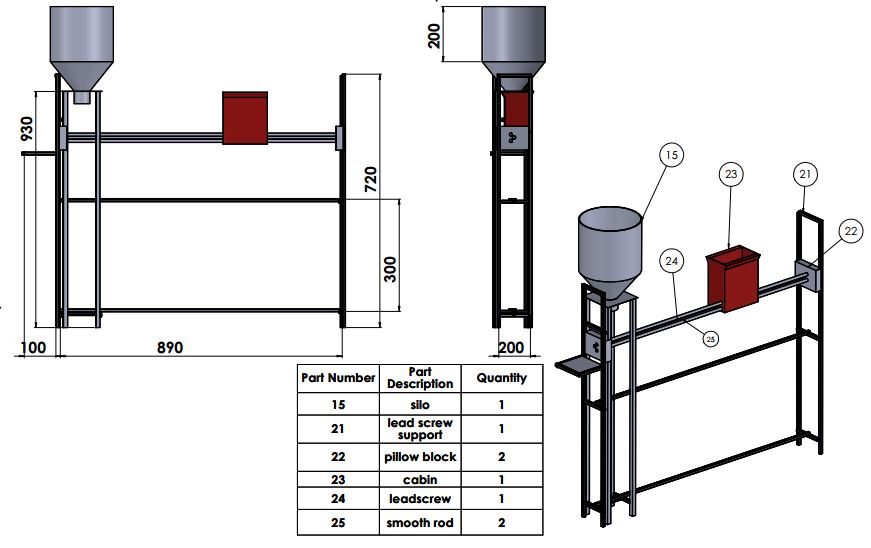 200
930
720
300
100
890
200
15
23
21
22
24
25
Part Number
Part Description
Quantity
15
silo
1
21
lead screw support
1
22
pillow block
2
23
cabin
1
24
leadscrew
1
25
smooth rod
2